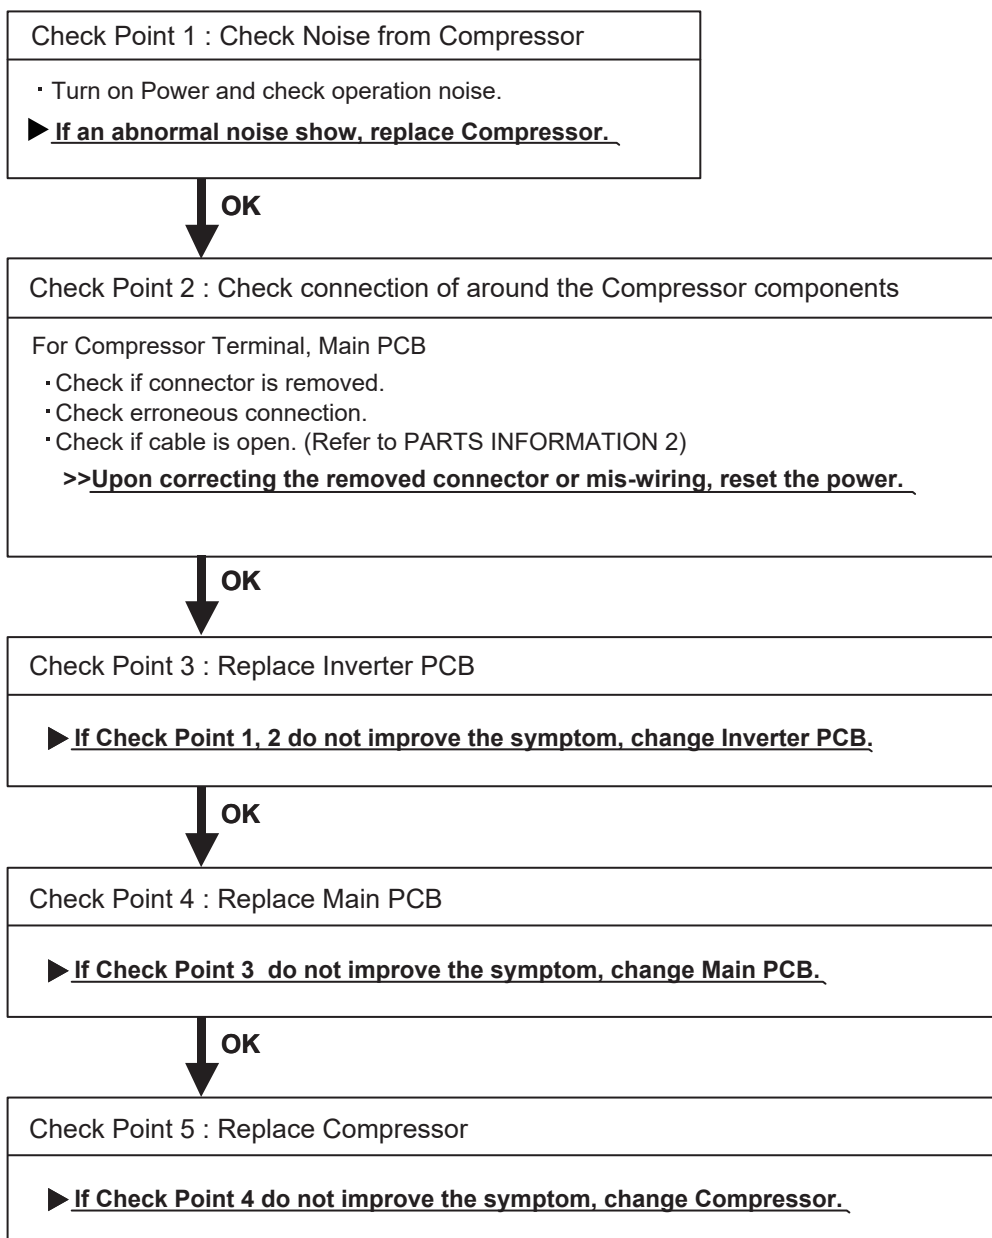 Check Point 1 : Check Noise from Compressor
· Turn on Power and check operation noise.
▶ If an abnormal noise show, replace Compressor.
OK
Check Point 2 : Check connection of around the Compressor components
For Compressor Terminal, Main PCB
· Check if connector is removed.
· Check erroneous connection.
· Check if cable is open. (Refer to PARTS INFORMATION 2)
>>Upon correcting the removed connector or mis-wiring, reset the power.
OK
Check Point 3 : Replace Inverter PCB
▶ If Check Point 1, 2 do not improve the symptom, change Inverter PCB.
OK
Check Point 4 : Replace Main PCB
▶ If Check Point 3 do not improve the symptom, change Main PCB.
OK
Check Point 5 : Replace Compressor
▶ If Check Point 4 do not improve the symptom, change Compressor.